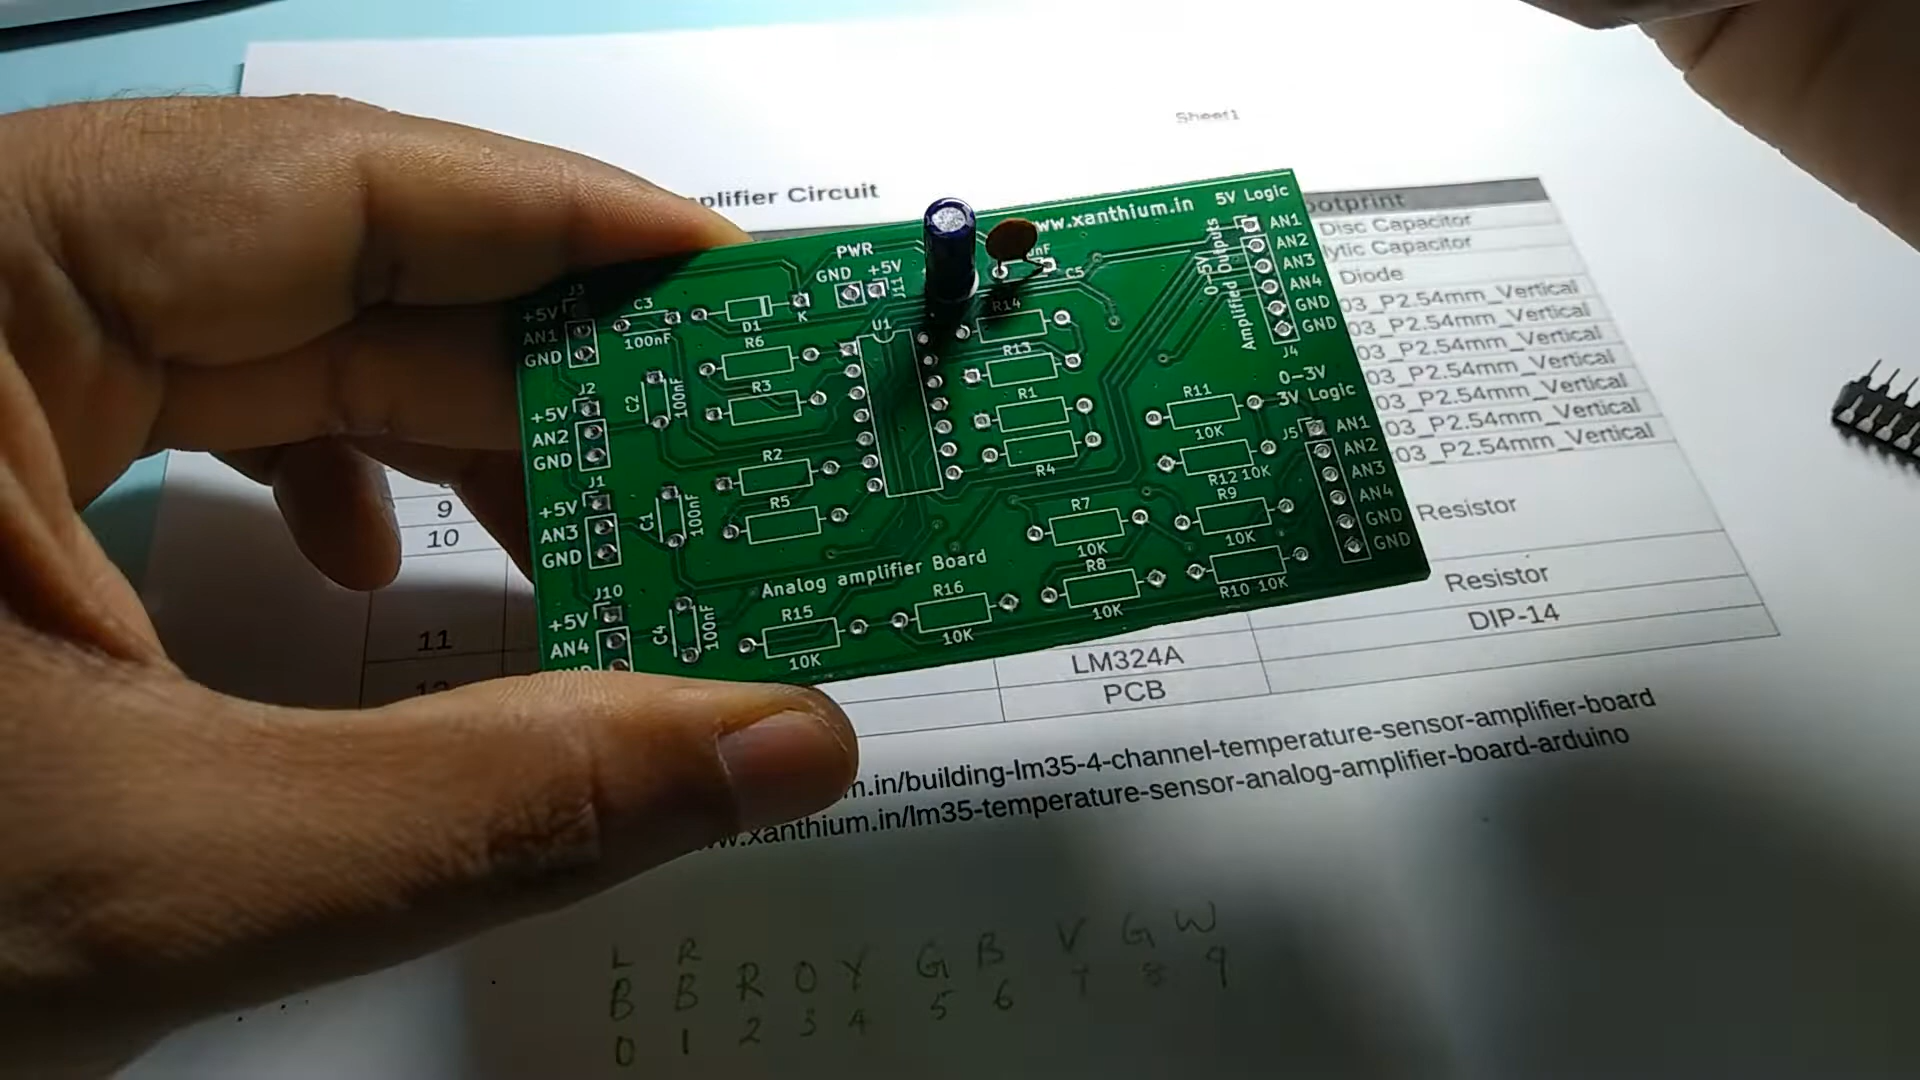 Sheet1
mplifier Circuit
ootprint
Disc Capacitor
lytic Capacitor
Diode
03_P2.54mm_Vertical
03_P2.54mm_Vertical
03_P2.54mm_Vertical
03_P2.54mm_Vertical
03_P2.54mm_Vertical
03_P2.54mm_Vertical
03_P2.54mm_Vertical
9
10
Resistor
11
Resistor
LM324A
DIP-14
PCB
m.in/building-lm35-4-channel-temperature-sensor-amplifier-board
ww.xanthium.in/lm35-temperature-sensor-analog-amplifier-board-arduino
L R
B B R O Y G B V G W
0 1 2 3 4 5 6 7 8 9
ww.xanthium.in
5V Logic
PWR
GND +5V
J11
J3
+5V
AN1
GND
C3
100nF
D1
K
U1
C5
R14
R6
R13
R3
R1
R4
J2
+5V
AN2
GND
C2
100nF
R2
R5
J1
+5V
AN3
GND
C1
100nF
J10
+5V
AN4
C4
100nF
Analog amplifier Board
R15
10K
R16
10K
R7
10K
R8
10K
R11
10K
R12 10K
R9
10K
R10 10K
0-5V
Amplified Outputs
AN1
AN2
AN3
AN4
GND
GND
J4
0-3V
3V Logic
J5
AN1
AN2
AN3
AN4
GND
GND